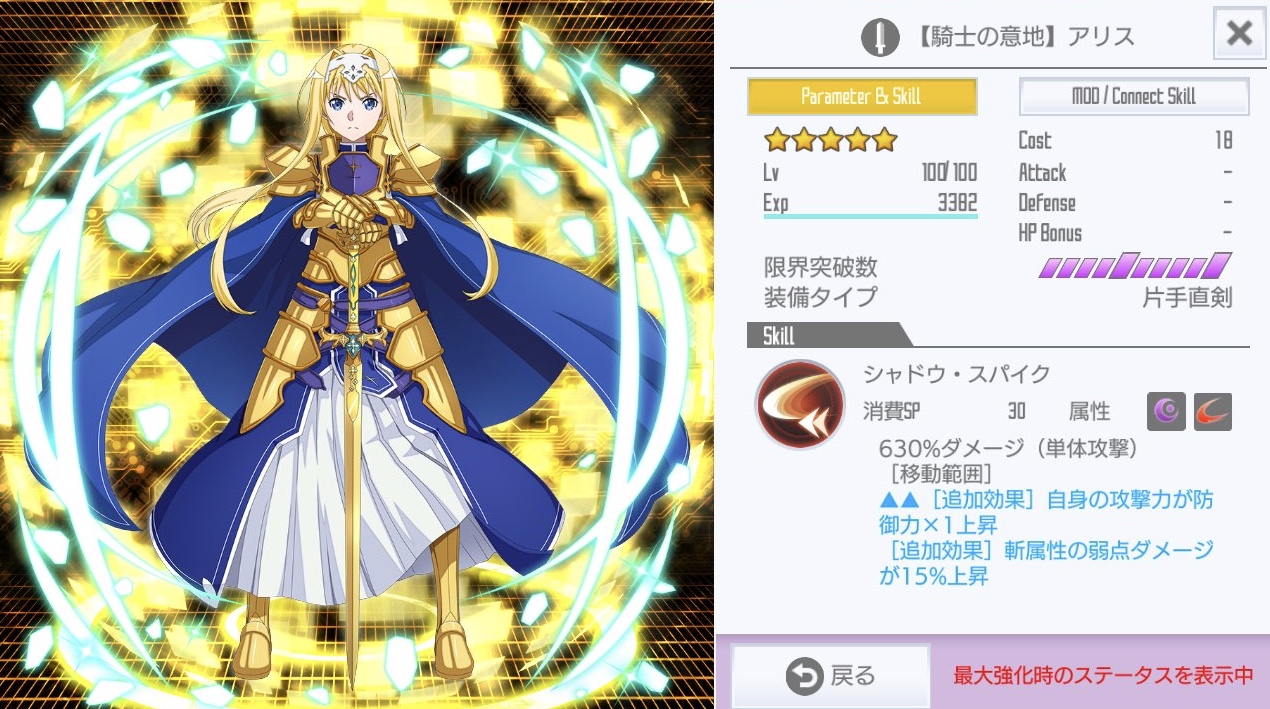 【騎士の意地】アリス
Parameter & Skill
MOD / Connect Skill
Lv 100/100
Exp 3382
Cost 18
Attack -
Defense -
HP Bonus -
限界突破数
装備タイプ 片手直剣
Skill
シャドウ・スパイク
消費SP 30 属性
630%ダメージ（単体攻撃）
［移動範囲］
▲▲［追加効果］自身の攻撃力が防
御力×1上昇
［追加効果］斬属性の弱点ダメージ
が15%上昇
戻る
最大強化時のステータスを表示中